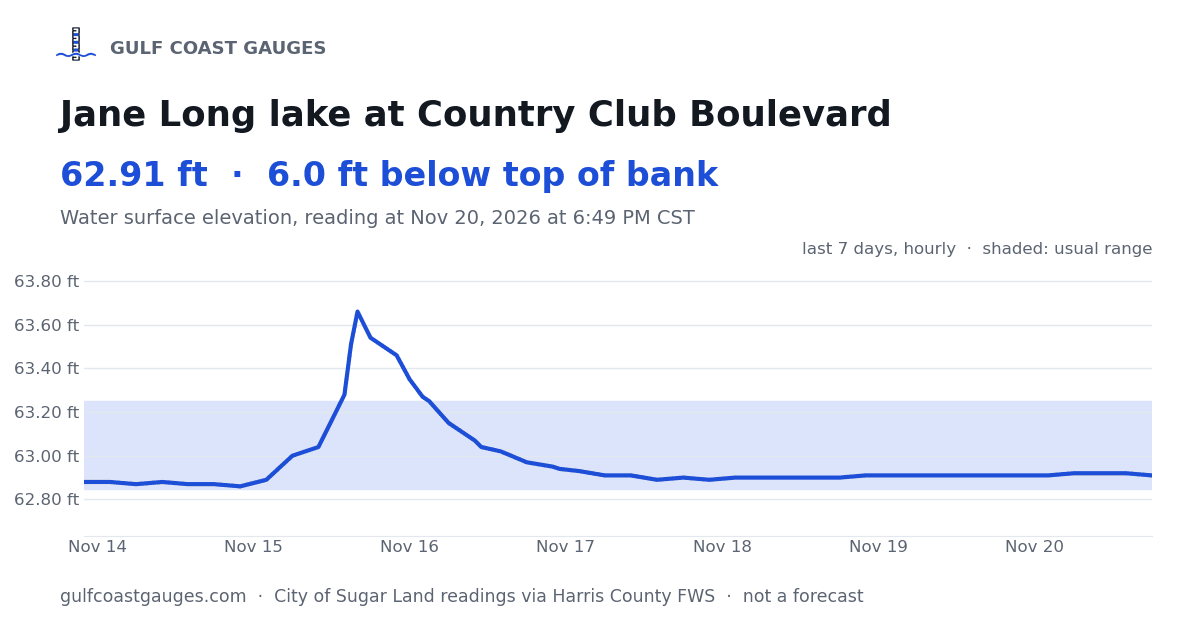 GULF COAST GAUGES
Jane Long lake at Country Club Boulevard
62.91 ft · 6.0 ft below top of bank
Water surface elevation, reading at Nov 20, 2026 at 6:49 PM CST
last 7 days, hourly · shaded: usual range
63.80 ft
63.60 ft
63.40 ft
63.20 ft
63.00 ft
62.80 ft
Nov 14 Nov 15 Nov 16 Nov 17 Nov 18 Nov 19 Nov 20
gulfcoastgauges.com · City of Sugar Land readings via Harris County FWS · not a forecast